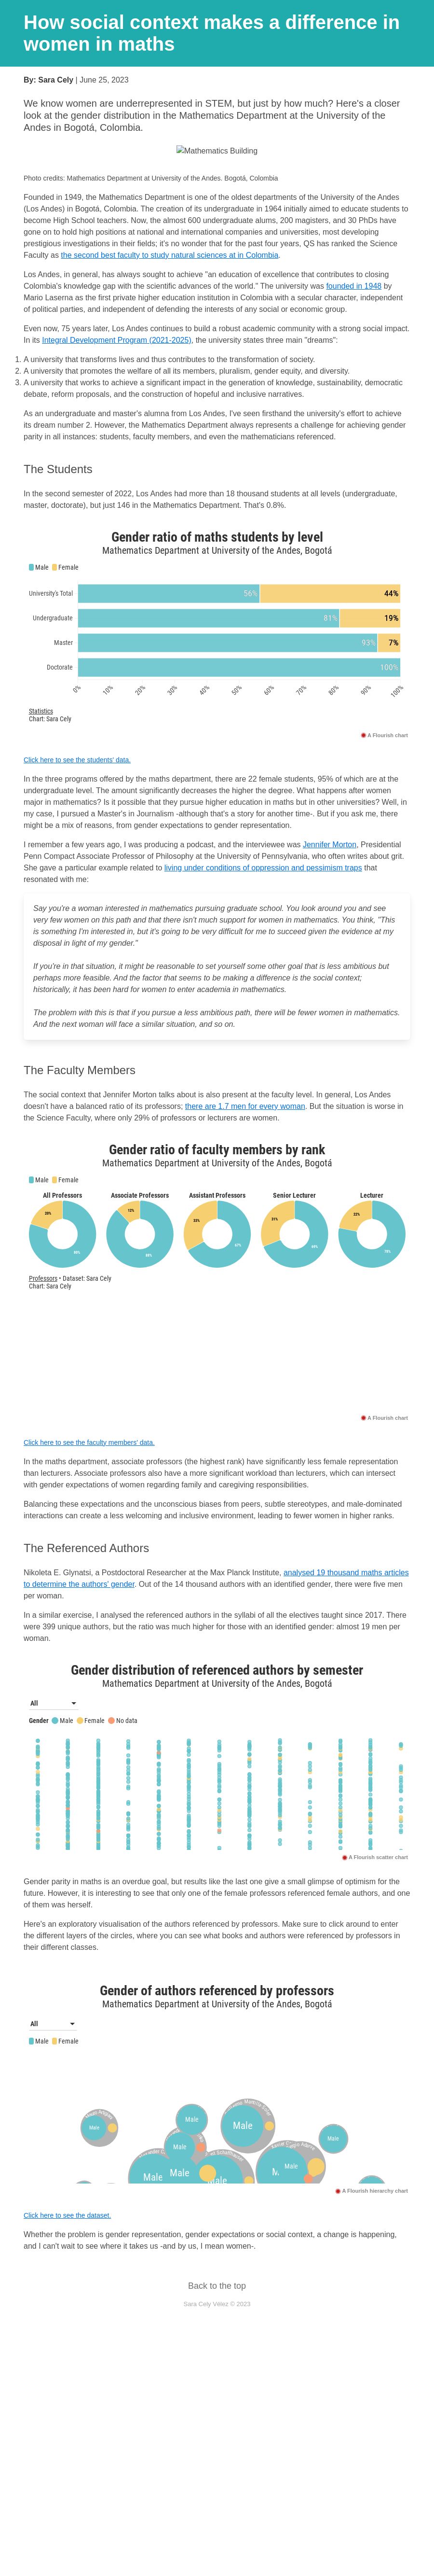 How social context makes a difference in
women in maths
By: Sara Cely | June 25, 2023
We know women are underrepresented in STEM, but just by how much? Here's a closer
look at the gender distribution in the Mathematics Department at the University of the
Andes in Bogotá, Colombia.
Mathematics Building
Photo credits: Mathematics Department at University of the Andes. Bogotá, Colombia
Founded in 1949, the Mathematics Department is one of the oldest departments of the University of the Andes
(Los Andes) in Bogotá, Colombia. The creation of its undergraduate in 1964 initially aimed to educate students to
become High School teachers. Now, the almost 600 undergraduate alums, 200 magisters, and 30 PhDs have
gone on to hold high positions at national and international companies and universities, most developing
prestigious investigations in their fields; it's no wonder that for the past four years, QS has ranked the Science
Faculty as the second best faculty to study natural sciences at in Colombia.
Los Andes, in general, has always sought to achieve "an education of excellence that contributes to closing
Colombia's knowledge gap with the scientific advances of the world." The university was founded in 1948 by
Mario Laserna as the first private higher education institution in Colombia with a secular character, independent
of political parties, and independent of defending the interests of any social or economic group.
Even now, 75 years later, Los Andes continues to build a robust academic community with a strong social impact.
In its Integral Development Program (2021-2025), the university states three main "dreams":
1. A university that transforms lives and thus contributes to the transformation of society.
2. A university that promotes the welfare of all its members, pluralism, gender equity, and diversity.
3. A university that works to achieve a significant impact in the generation of knowledge, sustainability, democratic
debate, reform proposals, and the construction of hopeful and inclusive narratives.
As an undergraduate and master's alumna from Los Andes, I've seen firsthand the university's effort to achieve
its dream number 2. However, the Mathematics Department always represents a challenge for achieving gender
parity in all instances: students, faculty members, and even the mathematicians referenced.
The Students
In the second semester of 2022, Los Andes had more than 18 thousand students at all levels (undergraduate,
master, doctorate), but just 146 in the Mathematics Department. That's 0.8%.
Gender ratio of maths students by level
Mathematics Department at University of the Andes, Bogotá
Male Female
University's Total 56% 44%
Undergraduate 81% 19%
Master 93% 7%
Doctorate 100%
0% 10% 20% 30% 40% 50% 60% 70% 80% 90% 100%
Statistics
Chart: Sara Cely
A Flourish chart
Click here to see the students' data.
In the three programs offered by the maths department, there are 22 female students, 95% of which are at the
undergraduate level. The amount significantly decreases the higher the degree. What happens after women
major in mathematics? Is it possible that they pursue higher education in maths but in other universities? Well, in
my case, I pursued a Master's in Journalism -although that's a story for another time-. But if you ask me, there
might be a mix of reasons, from gender expectations to gender representation.
I remember a few years ago, I was producing a podcast, and the interviewee was Jennifer Morton, Presidential
Penn Compact Associate Professor of Philosophy at the University of Pennsylvania, who often writes about grit.
She gave a particular example related to living under conditions of oppression and pessimism traps that
resonated with me:
Say you're a woman interested in mathematics pursuing graduate school. You look around you and see
very few women on this path and that there isn't much support for women in mathematics. You think, "This
is something I'm interested in, but it's going to be very difficult for me to succeed given the evidence at my
disposal in light of my gender."
If you're in that situation, it might be reasonable to set yourself some other goal that is less ambitious but
perhaps more feasible. And the factor that seems to be making a difference is the social context;
historically, it has been hard for women to enter academia in mathematics.
The problem with this is that if you pursue a less ambitious path, there will be fewer women in mathematics.
And the next woman will face a similar situation, and so on.
The Faculty Members
The social context that Jennifer Morton talks about is also present at the faculty level. In general, Los Andes
doesn't have a balanced ratio of its professors; there are 1.7 men for every woman. But the situation is worse in
the Science Faculty, where only 29% of professors or lecturers are women.
Gender ratio of faculty members by rank
Mathematics Department at University of the Andes, Bogotá
Male Female
All Professors Associate Professors Assistant Professors Senior Lecturer Lecturer
Professors • Dataset: Sara Cely
Chart: Sara Cely
A Flourish chart
Click here to see the faculty members' data.
In the maths department, associate professors (the highest rank) have significantly less female representation
than lecturers. Associate professors also have a more significant workload than lecturers, which can intersect
with gender expectations of women regarding family and caregiving responsibilities.
Balancing these expectations and the unconscious biases from peers, subtle stereotypes, and male-dominated
interactions can create a less welcoming and inclusive environment, leading to fewer women in higher ranks.
The Referenced Authors
Nikoleta E. Glynatsi, a Postdoctoral Researcher at the Max Planck Institute, analysed 19 thousand maths articles
to determine the authors' gender. Out of the 14 thousand authors with an identified gender, there were five men
per woman.
In a similar exercise, I analysed the referenced authors in the syllabi of all the electives taught since 2017. There
were 399 unique authors, but the ratio was much higher for those with an identified gender: almost 19 men per
woman.
Gender distribution of referenced authors by semester
Mathematics Department at University of the Andes, Bogotá
All
Gender Male Female No data
A Flourish scatter chart
Gender parity in maths is an overdue goal, but results like the last one give a small glimpse of optimism for the
future. However, it is interesting to see that only one of the female professors referenced female authors, and one
of them was herself.
Here's an exploratory visualisation of the authors referenced by professors. Make sure to click around to enter
the different layers of the circles, where you can see what books and authors were referenced by professors in
their different classes.
Gender of authors referenced by professors
Mathematics Department at University of the Andes, Bogotá
All
Male Female
Male
Male
Male
Male
Male
Male
Male
Male
A Flourish hierarchy chart
Click here to see the dataset.
Whether the problem is gender representation, gender expectations or social context, a change is happening,
and I can't wait to see where it takes us -and by us, I mean women-.
Back to the top
Sara Cely Vélez © 2023